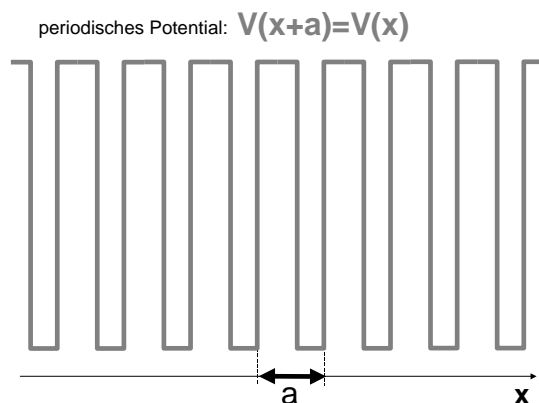 periodisches Potential: V(x+a)=V(x)
a
x